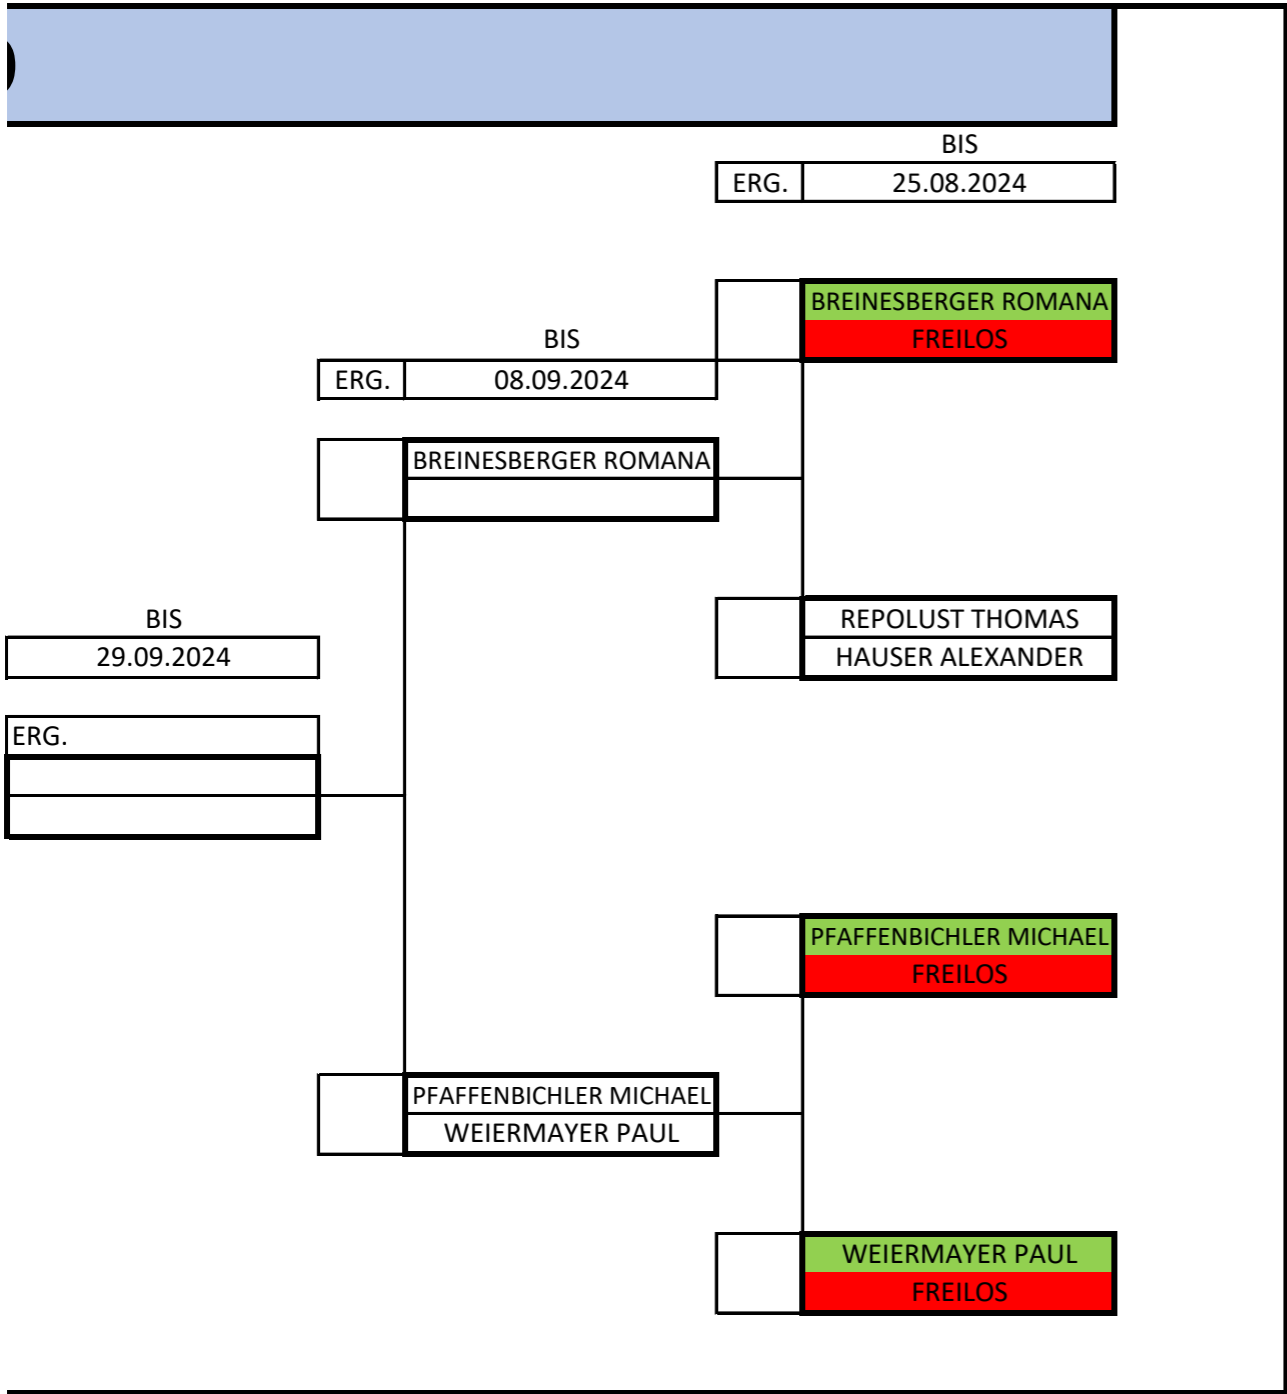 BIS
ERG. 25.08.2024
BREINESBERGER ROMANA
FREILOS
BIS
ERG. 08.09.2024
BREINESBERGER ROMANA
REPOLUST THOMAS
HAUSER ALEXANDER
BIS
29.09.2024
ERG.
PFAFFENBICHLER MICHAEL
FREILOS
PFAFFENBICHLER MICHAEL
WEIERMAYER PAUL
WEIERMAYER PAUL
FREILOS